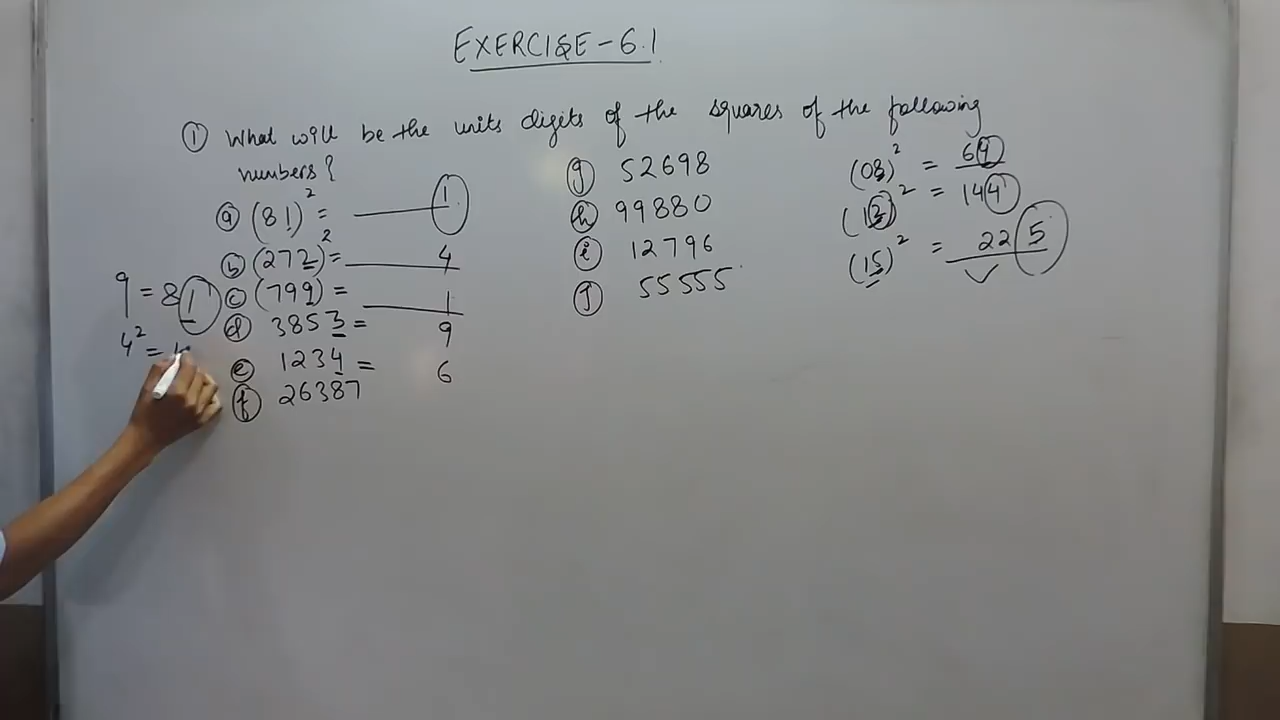 EXERCISE-6.1
① What will be the units digits of the squares of the following
numbers?
ⓐ (81)² = 1
ⓑ (272)² = 4
ⓒ (799) = 1
ⓓ 3853 = 9
ⓔ 1234 = 6
ⓕ 26387
9 = 81
4² =
ⓖ 52698
ⓗ 99880
ⓘ 12796
ⓙ 55555
(08)² = 64
(12)² = 144
(15)² = 225